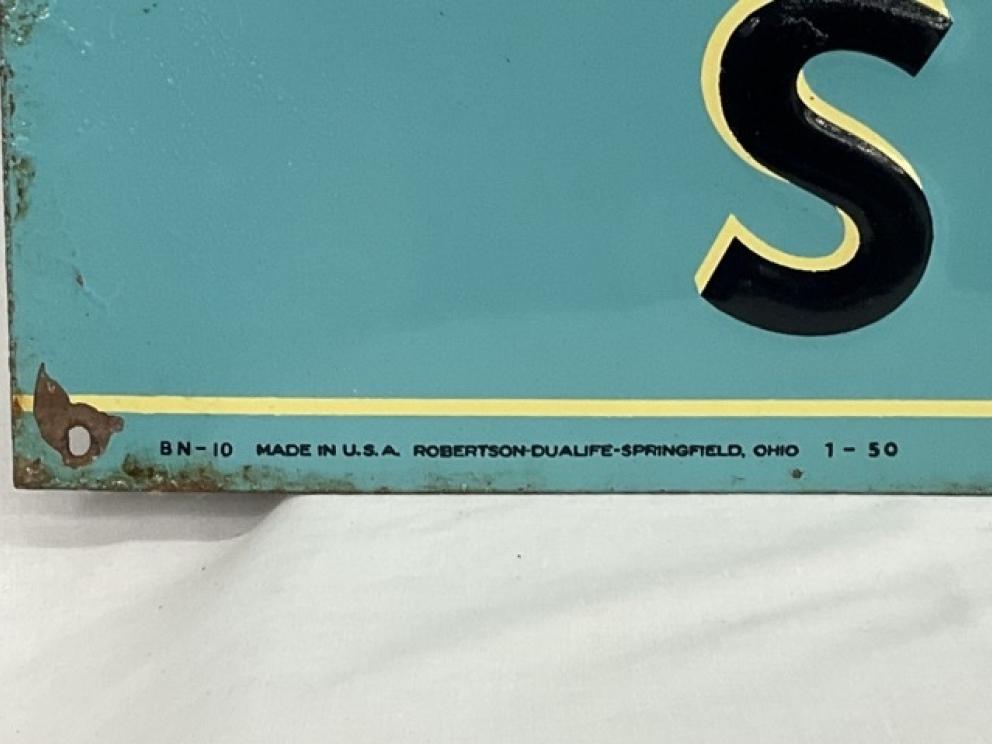 S
BN-10 MADE IN U.S.A. ROBERTSON-DUALIFE-SPRINGFIELD, OHIO 1-50